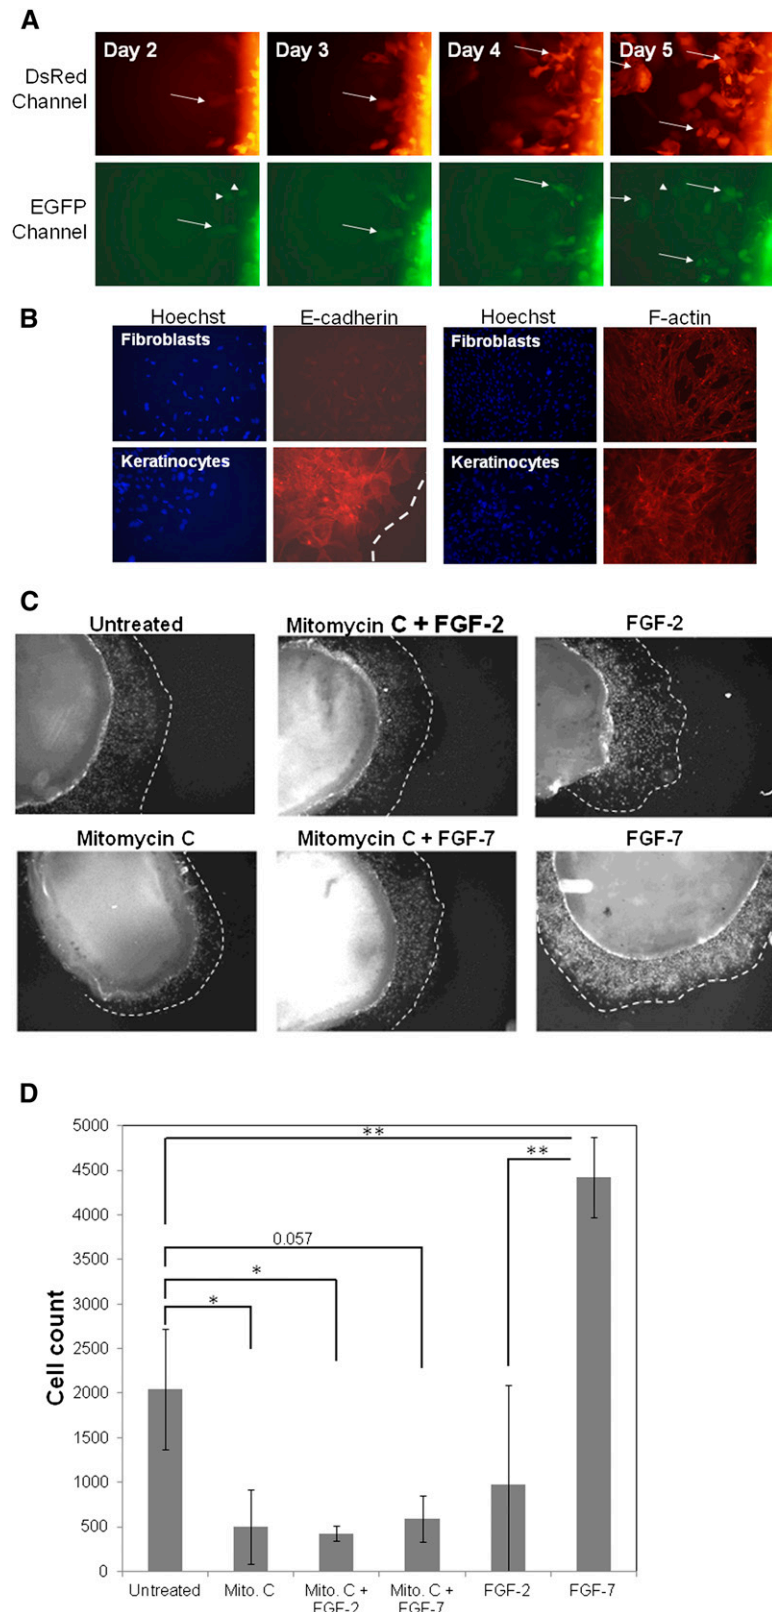 A
DsRed
Channel
Day 2
Day 3
Day 4
Day 5
EGFP
Channel
B
Hoechst
E-cadherin
Hoechst
F-actin
Fibroblasts
Fibroblasts
Keratinocytes
Keratinocytes
C
Untreated
Mitomycin C + FGF-2
FGF-2
Mitomycin C
Mitomycin C + FGF-7
FGF-7
D
Cell count
5000
4500
4000
3500
3000
2500
2000
1500
1000
500
0
**
**
0.057
*
*
Untreated
Mito. C
Mito. C +
FGF-2
Mito. C +
FGF-7
FGF-2
FGF-7